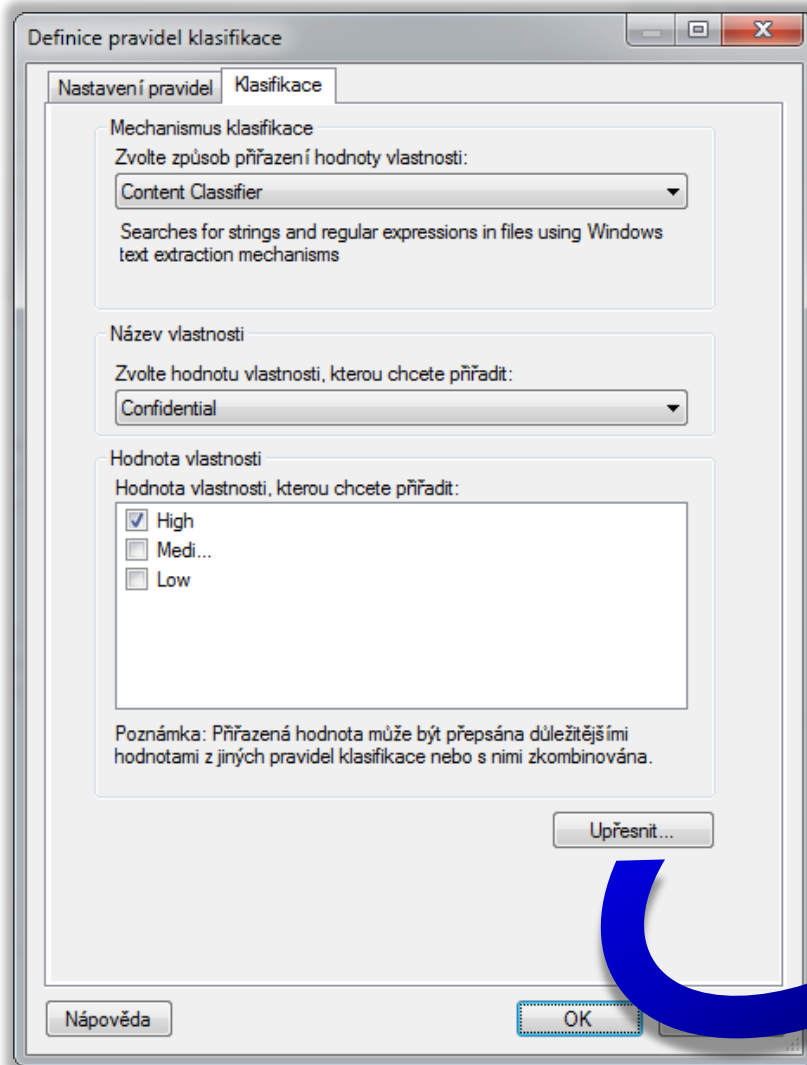 Definice pravidel klasifikace
Nastavení pravidel
Klasifikace
Mechanismus klasifikace
Zvolte způsob přiřazení hodnoty vlastnosti:
Content Classifier
Searches for strings and regular expressions in files using Windows
text extraction mechanisms
Název vlastnosti
Zvolte hodnotu vlastnosti, kterou chcete přiřadit:
Confidential
Hodnota vlastnosti
Hodnota vlastnosti, kterou chcete přiřadit:
High
Medi...
Low
Poznámka: Přiřazená hodnota může být přepsána důležitějšími
hodnotami z jiných pravidel klasifikace nebo s nimi zkombinována.
Upřesnit...
Nápověda
OK